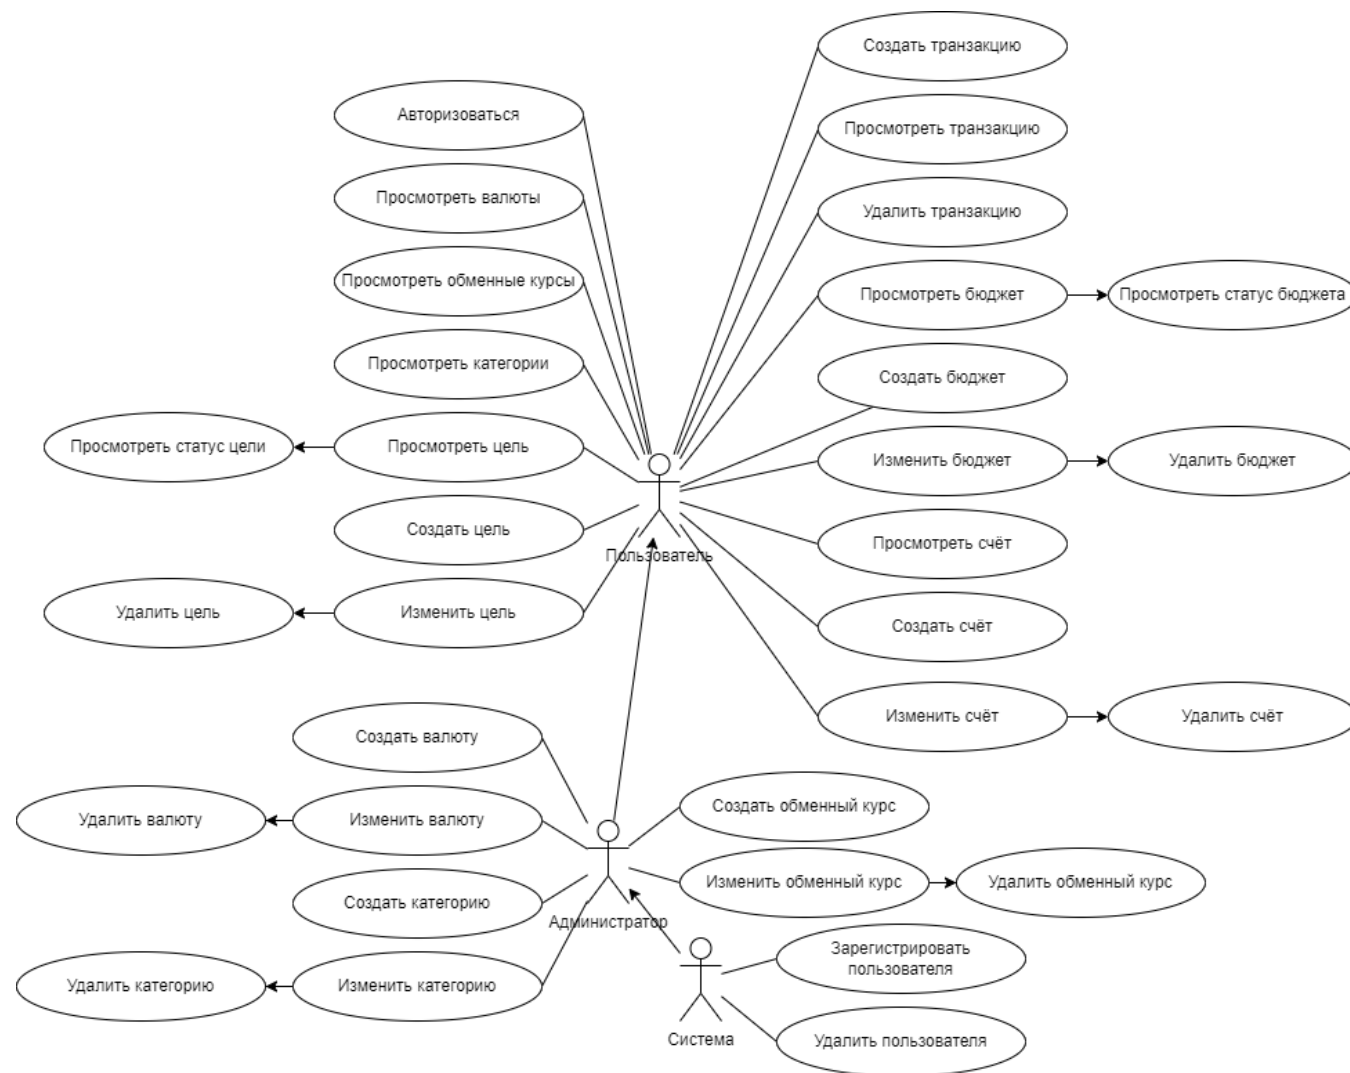 Создать транзакцию
Авторизоваться
Просмотреть транзакцию
Просмотреть валюты
Удалить транзакцию
Просмотреть обменные курсы
Просмотреть бюджет
Просмотреть статус бюджета
Просмотреть категории
Создать бюджет
Просмотреть статус цели
Просмотреть цель
Изменить бюджет
Удалить бюджет
Создать цель
Просмотреть счёт
Пользователь
Удалить цель
Изменить цель
Создать счёт
Изменить счёт
Удалить счёт
Создать валюту
Создать обменный курс
Удалить валюту
Изменить валюту
Изменить обменный курс
Удалить обменный курс
Создать категорию
Администратор
Зарегистрировать
пользователя
Удалить категорию
Изменить категорию
Система
Удалить пользователя